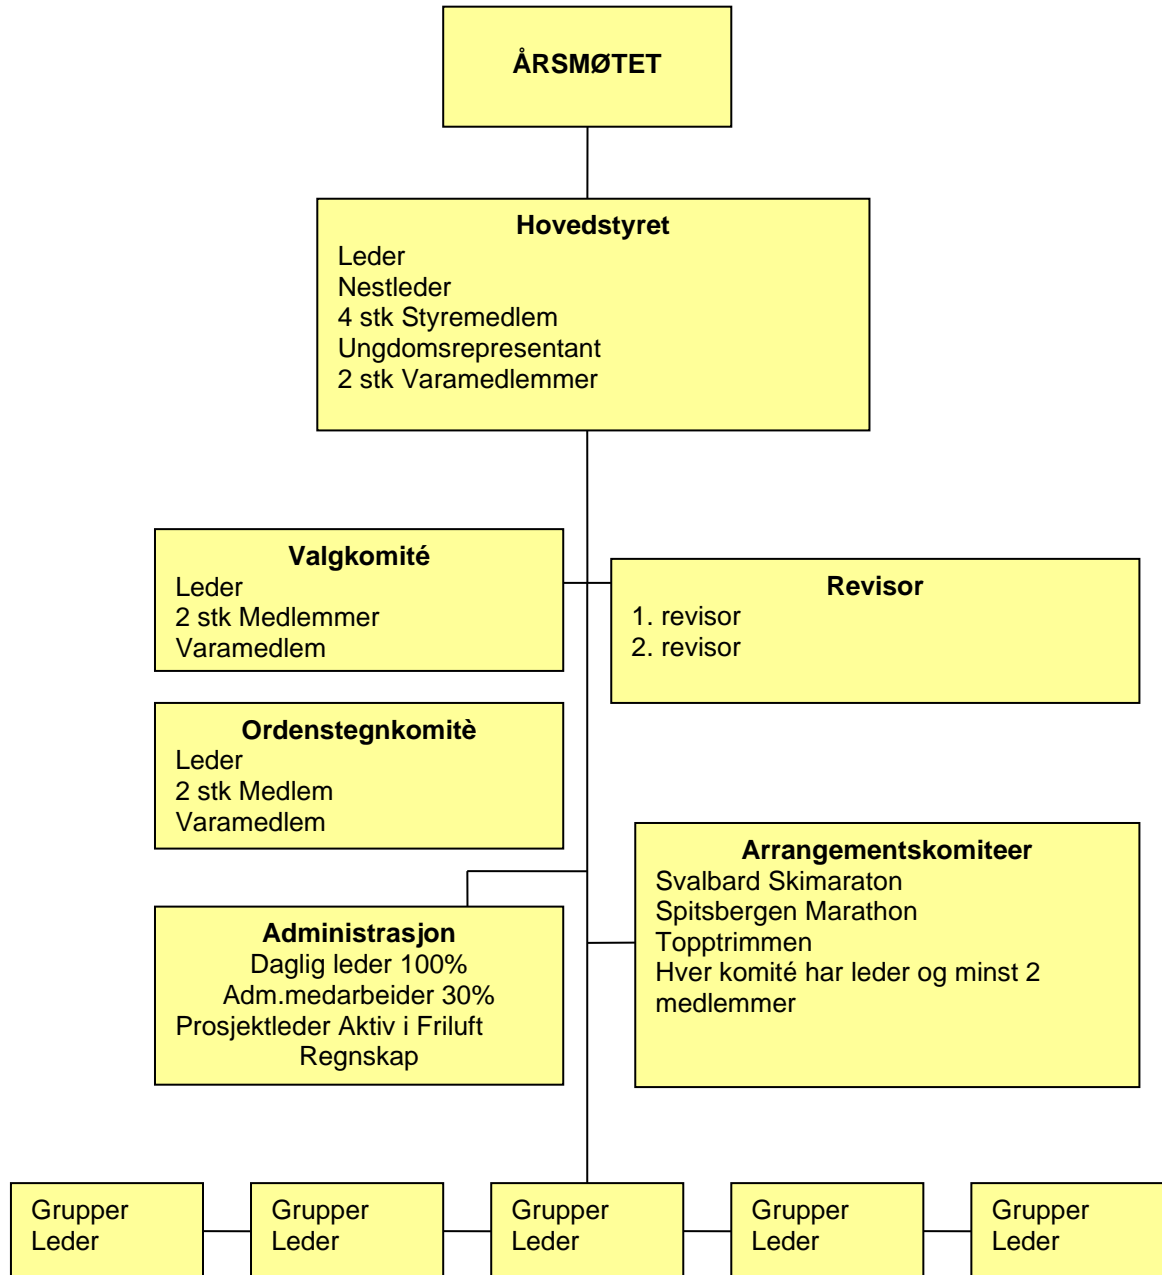 ÅRSMØTET
Hovedstyret
Leder
Nestleder
4 stk Styremedlem
Ungdomsrepresentant
2 stk Varamedlemmer
Valgkomité
Leder
2 stk Medlemmer
Varamedlem
Revisor
1. revisor
2. revisor
Ordenstegnkomitè
Leder
2 stk Medlem
Varamedlem
Arrangementskomiteer
Svalbard Skimaraton
Spitsbergen Marathon
Topptrimmen
Hver komité har leder og minst 2
medlemmer
Administrasjon
Daglig leder 100%
Adm.medarbeider 30%
Prosjektleder Aktiv i Friluft
Regnskap
Grupper
Leder
Grupper
Leder
Grupper
Leder
Grupper
Leder
Grupper
Leder